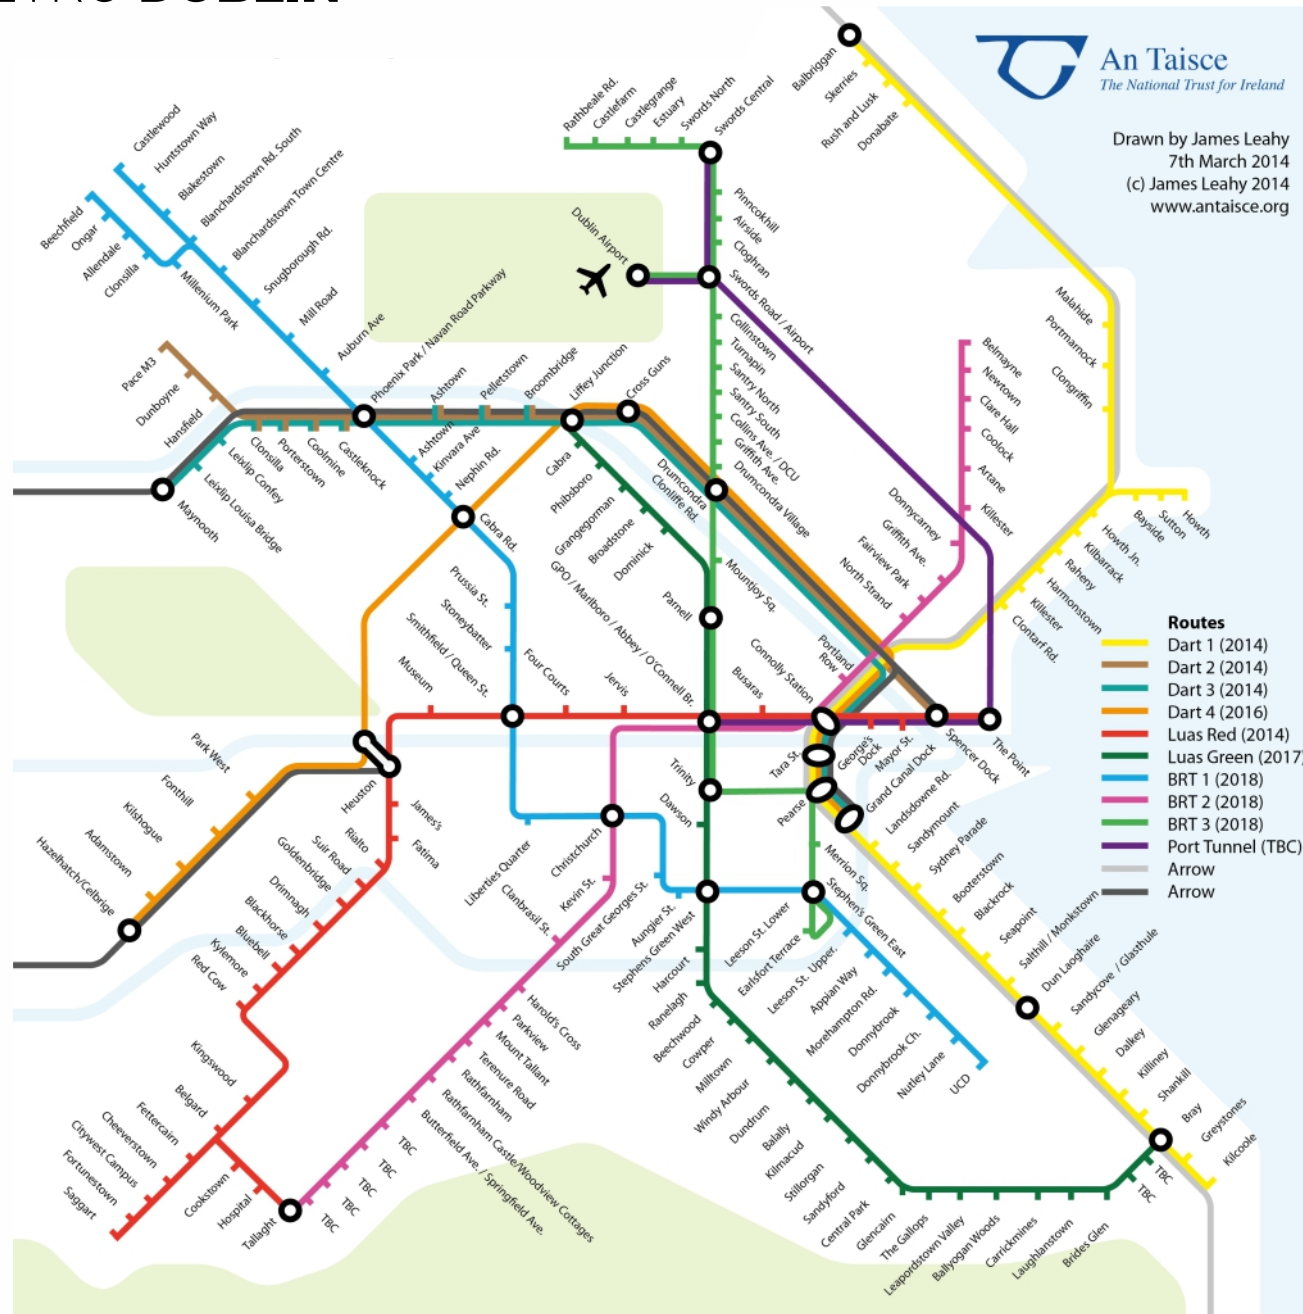 DUBLIN
An Taisce
The National Trust for Ireland
Drawn by James Leahy
7th March 2014
(c) James Leahy 2014
www.antaisce.org
Balbriggan
Skerries
Rush and Lusk
Donabate
Rathbeale Rd.
Castlefarm
Castlegrange
Estuary
Swords North
Swords Central
Pinncokhill
Airside
Cloghran
Swords Road / Airport
Dublin Airport
Collinstown
Turnapin
Santry North
Santry South
Collins Ave. / DCU
Griffith Ave.
Drumcondra Village
Castlewood
Huntstown Way
Blakestown
Blanchardstown Rd. South
Blanchardstown Town Centre
Snugborough Rd.
Mill Road
Auburn Ave
Phoenix Park / Navan Road Parkway
Beechfield
Ongar
Allendale
Clonsilla
Millenium Park
Pace M3
Dunboyne
Hansfield
Clonsilla
Porterstown
Coolmine
Castleknock
Leixlip Confey
Leixlip Louisa Bridge
Maynooth
Ashtown
Pelletstown
Broombridge
Liffey Junction
Cross Guns
Ashtown
Kinvara Ave
Nephin Rd.
Cabra Rd.
Cabra
Phibsboro
Grangegorman
Broadstone
Dominick
Parnell
Drumcondra
Clonliffe Rd.
Mountjoy Sq.
Malahide
Portmarnock
Clongriffin
Belmayne
Newtown
Clare Hall
Coolock
Artane
Killester
Donnycarney
Griffith Ave.
Fairview Park
North Strand
Portland
Row
Howth
Sutton
Bayside
Howth Jn.
Kilbarrack
Raheny
Harmonstown
Killester
Clontarf Rd.
Prussia St.
Stoneybatter
Smithfield / Queen St.
Museum
Four Courts
Jervis
GPO / Marlboro / Abbey / O'Connell Br.
Busaras
Connolly Station
George's
Dock
Mayor St.
Spencer Dock
The Point
Tara St.
Pearse
Grand Canal Dock
Landsdowne Rd.
Sandymount
Sydney Parade
Booterstown
Blackrock
Seapoint
Salthill / Monkstown
Dun Laoghaire
Sandycove / Glasthule
Glenageary
Dalkey
Killiney
Shankill
Bray
Greystones
Kilcoole
Trinity
Dawson
Merrion Sq.
Stephen's Green East
Leeson St. Lower
Earlsfort Terrace
Leeson St. Upper.
Appian Way
Morehampton Rd.
Donnybrook
Donnybrook Ch.
Nutley Lane
UCD
Park West
Fonthill
Kilshogue
Adamstown
Hazelhatch/Celbrige
Heuston
James's
Fatima
Rialto
Suir Road
Goldenbridge
Drimnagh
Blackhorse
Bluebell
Kylemore
Red Cow
Kingswood
Belgard
Fettercairn
Cheeverstown
Citywest Campus
Fortunestown
Saggart
Cookstown
Hospital
Tallaght
Liberties Quarter
Christchurch
Clanbrasil St.
Kevin St.
South Great Georges St.
Aungier St.
Stephens Green West
Harcourt
Ranelagh
Beechwood
Cowper
Milltown
Windy Arbour
Dundrum
Balally
Kilmacud
Stillorgan
Sandyford
Central Park
Glencairn
The Gallops
Leapordstown Valley
Ballyogan Woods
Carrickmines
Laughlanstown
Brides Glen
TBC
TBC
Harold's Cross
Parkview
Mount Tallant
Terenure Road
Rathfarnham
Rathfarnham Castle/Woodview Cottages
Butterfield Ave. / Springfield Ave.
TBC
TBC
TBC
TBC
Routes
Dart 1 (2014)
Dart 2 (2014)
Dart 3 (2014)
Dart 4 (2016)
Luas Red (2014)
Luas Green (2017)
BRT 1 (2018)
BRT 2 (2018)
BRT 3 (2018)
Port Tunnel (TBC)
Arrow
Arrow